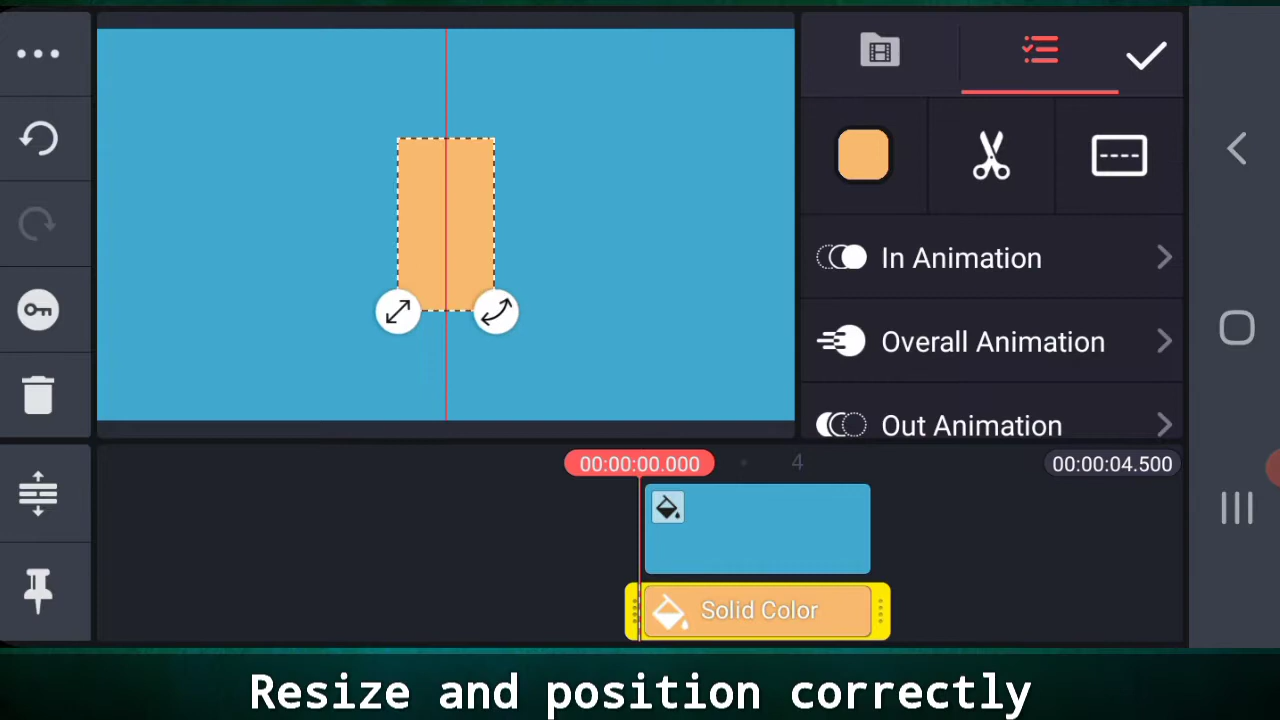 In Animation
Overall Animation
Out Animation
00:00:00.000
4
00:00:04.500
Solid Color
Resize and position correctly